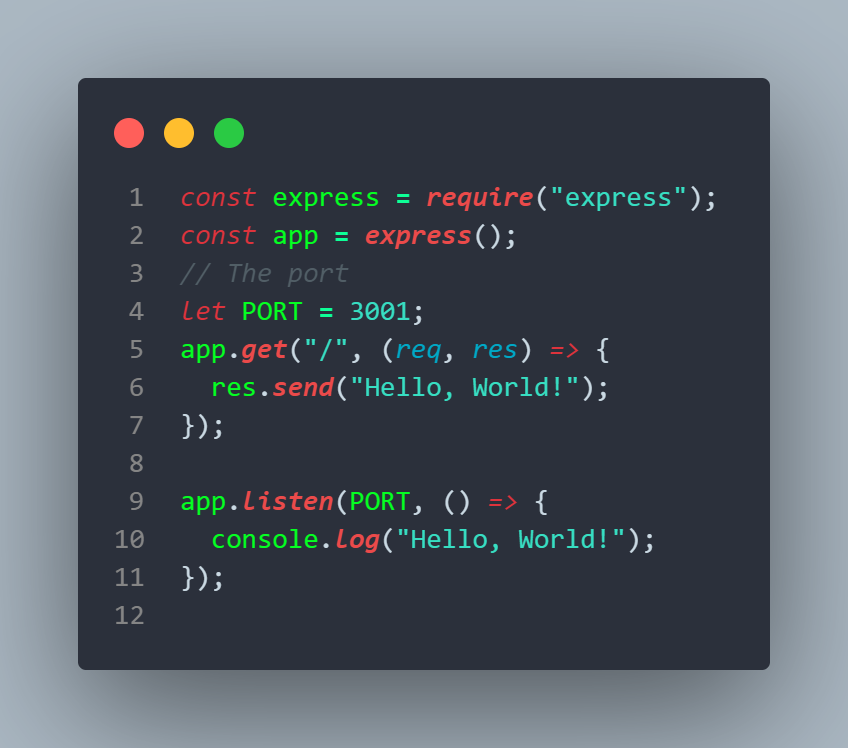 1 const express = require("express");
2 const app = express();
3 // The port
4 let PORT = 3001;
5 app.get("/", (req, res) => {
6   res.send("Hello, World!");
7 });
8
9 app.listen(PORT, () => {
10   console.log("Hello, World!");
11 });
12